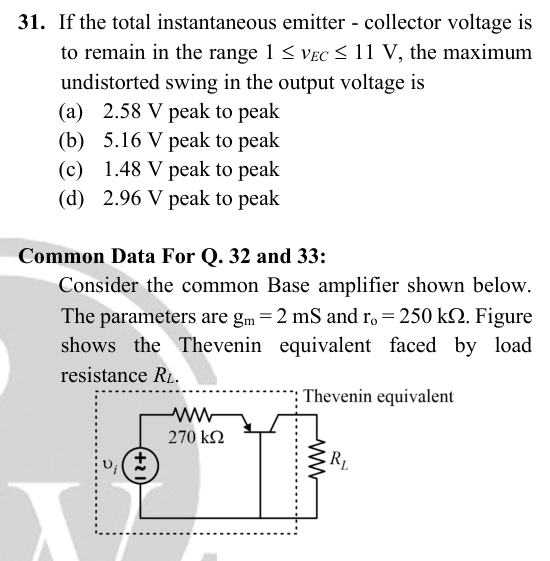 31. If the total instantaneous emitter - collector voltage is
to remain in the range 1 ≤ vEC ≤ 11 V, the maximum
undistorted swing in the output voltage is
(a) 2.58 V peak to peak
(b) 5.16 V peak to peak
(c) 1.48 V peak to peak
(d) 2.96 V peak to peak
Common Data For Q. 32 and 33:
Consider the common Base amplifier shown below.
The parameters are gm = 2 mS and ro = 250 kΩ. Figure
shows the Thevenin equivalent faced by load
resistance RL.
Thevenin equivalent
270 kΩ
υi
+
~
−
RL